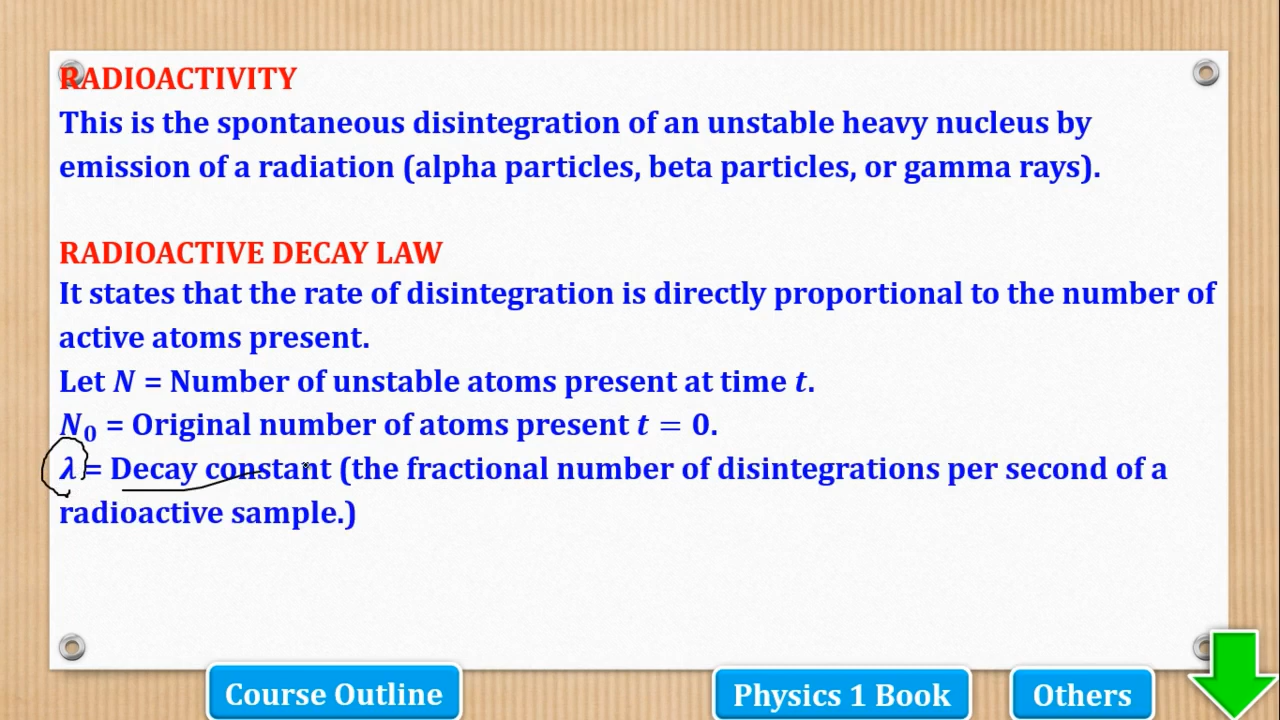 RADIOACTIVITY
This is the spontaneous disintegration of an unstable heavy nucleus by
emission of a radiation (alpha particles, beta particles, or gamma rays).
RADIOACTIVE DECAY LAW
It states that the rate of disintegration is directly proportional to the number of
active atoms present.
Let N = Number of unstable atoms present at time t.
N₀ = Original number of atoms present t = 0.
λ = Decay constant (the fractional number of disintegrations per second of a
radioactive sample.)
Course Outline
Physics 1 Book
Others